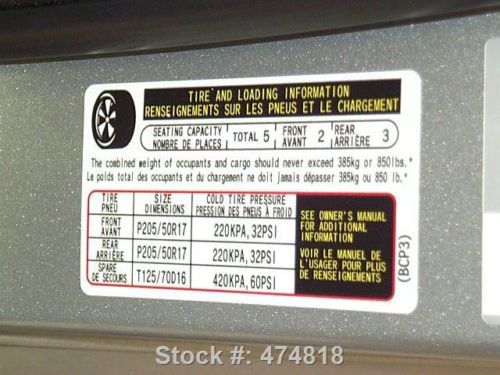 TIRE AND LOADING INFORMATION
RENSEIGNEMENTS SUR LES PNEUS ET LE CHARGEMENT
SEATING CAPACITY
NOMBRE DE PLACES
TOTAL 5
FRONT
AVANT 2
REAR
ARRIÈRE 3
The combined weight of occupants and cargo should never exceed 385kg or 850lbs.*
Le poids total des occupants et du chargement ne doit jamais dépasser 385kg ou 850 lb.*
TIRE
PNEU
SIZE
DIMENSIONS
COLD TIRE PRESSURE
PRESSION DES PNEUS À FROID
FRONT
AVANT
P205/50R17
220KPA,32PSI
REAR
ARRIÈRE
P205/50R17
220KPA,32PSI
SPARE
DE SECOURS
T125/70D16
420KPA,60PSI
SEE OWNER'S MANUAL
FOR ADDITIONAL
INFORMATION
VOIR LE MANUEL DE
L'USAGER POUR PLUS
DE RENSEIGNEMENTS
(BCP3)
Stock #: 474818